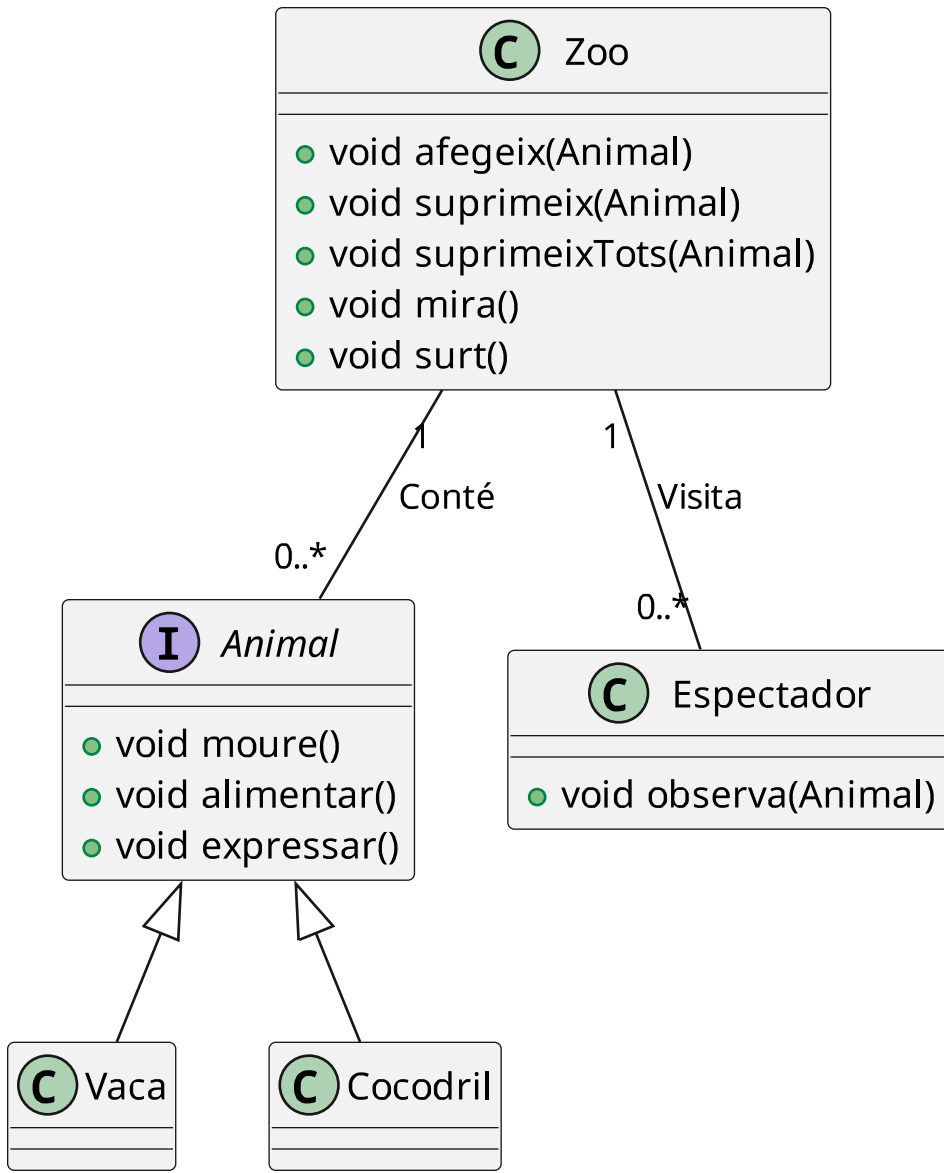 C Zoo
void afegeix(Animal)
void suprimeix(Animal)
void suprimeixTots(Animal)
void mira()
void surt()
1
1
Conté
Visita
0..*
0..*
I Animal
void moure()
void alimentar()
void expressar()
C Espectador
void observa(Animal)
C Vaca
C Cocodril